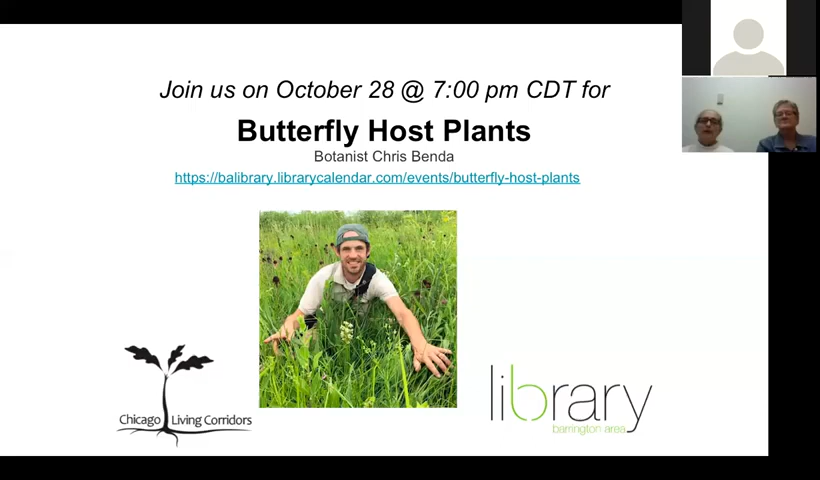 Join us on October 28 @ 7:00 pm CDT for
Butterfly Host Plants
Botanist Chris Benda
https://balibrary.librarycalendar.com/events/butterfly-host-plants
Chicago Living Corridors
library
barrington area